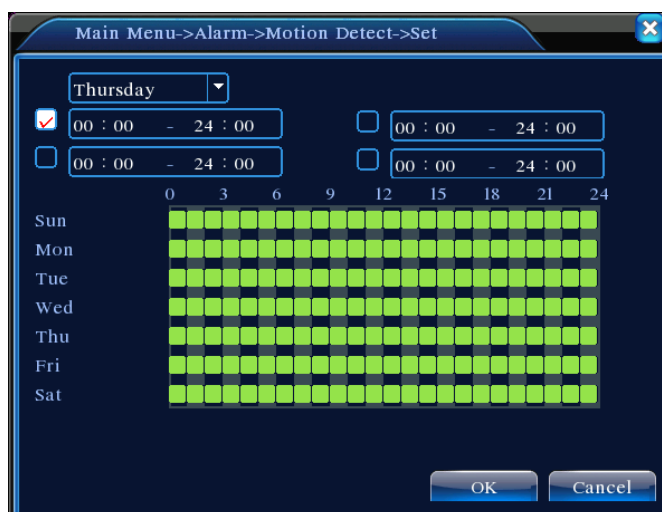 Main Menu->Alarm->Motion Detect->Set
Thursday
00 : 00 - 24 : 00 00 : 00 - 24 : 00
00 : 00 - 24 : 00 00 : 00 - 24 : 00
0 3 6 9 12 15 18 21 24
Sun
Mon
Tue
Wed
Thu
Fri
Sat
OK Cancel